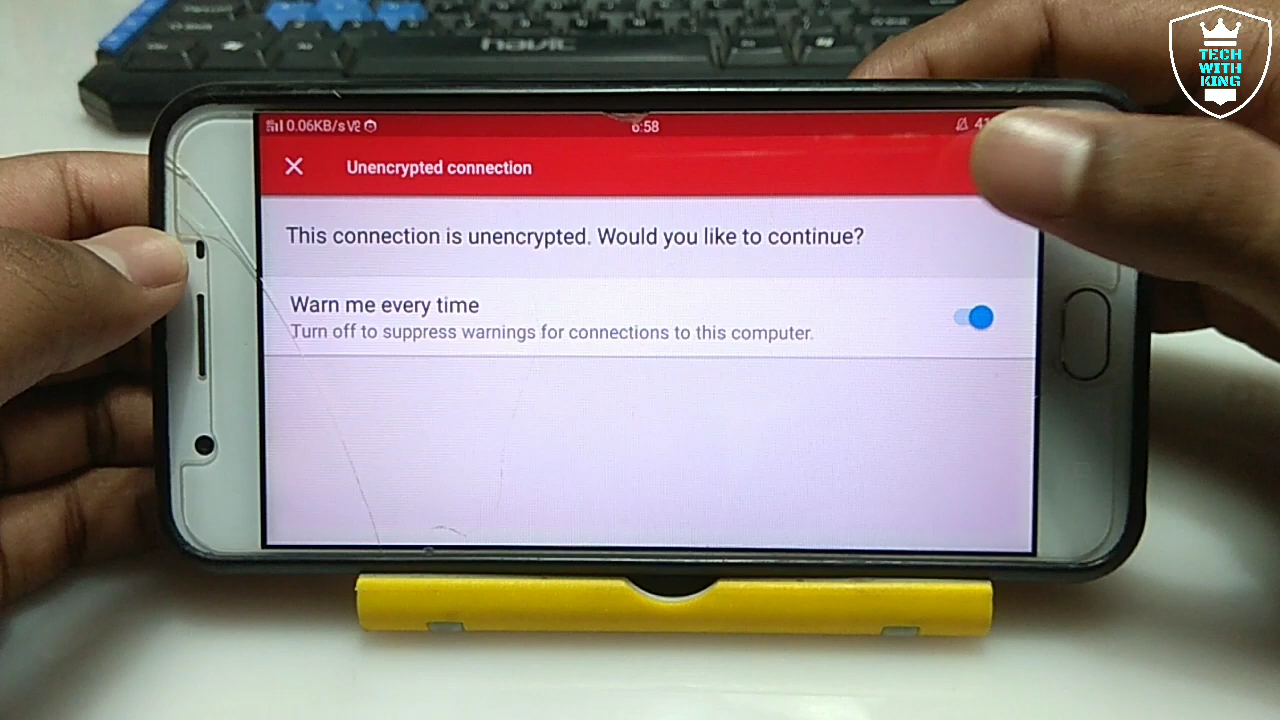 havic
TECH
WITH
KING
0.06KB/s
6:58
Unencrypted connection
This connection is unencrypted. Would you like to continue?
Warn me every time
Turn off to suppress warnings for connections to this computer.